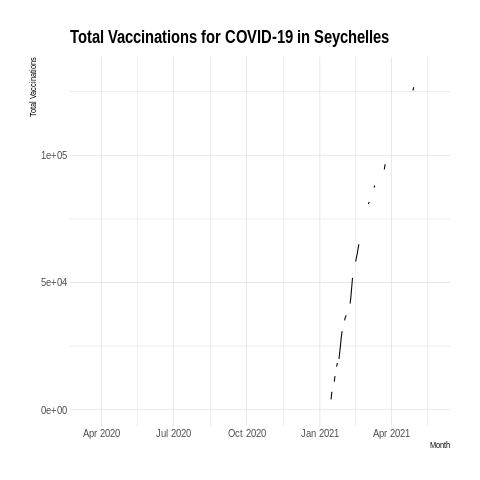 Total Vaccinations for COVID-19 in Seychelles
Total Vaccinations
1e+05
5e+04
0e+00
Apr 2020 Jul 2020 Oct 2020 Jan 2021 Apr 2021
Month